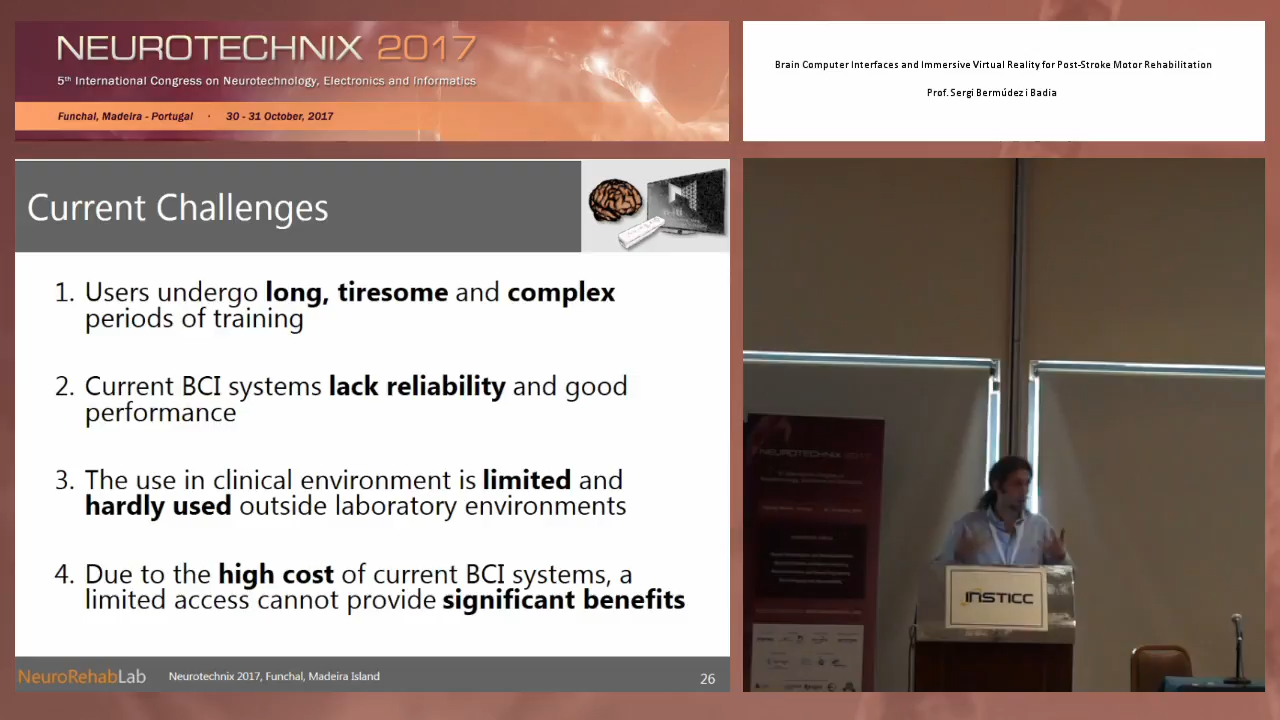 NEUROTECHNIX 2017
5th International Congress on Neurotechnology, Electronics and Informatics
Funchal, Madeira - Portugal · 30 - 31 October, 2017
Brain Computer Interfaces and Immersive Virtual Reality for Post-Stroke Motor Rehabilitation
Prof. Sergi Bermúdez i Badia
Current Challenges
1. Users undergo long, tiresome and complex
periods of training
2. Current BCI systems lack reliability and good
performance
3. The use in clinical environment is limited and
hardly used outside laboratory environments
4. Due to the high cost of current BCI systems, a
limited access cannot provide significant benefits
NeuroRehabLab
Neurotechnix 2017, Funchal, Madeira Island
26
NEUROTECHNIX 2017
INSTICC